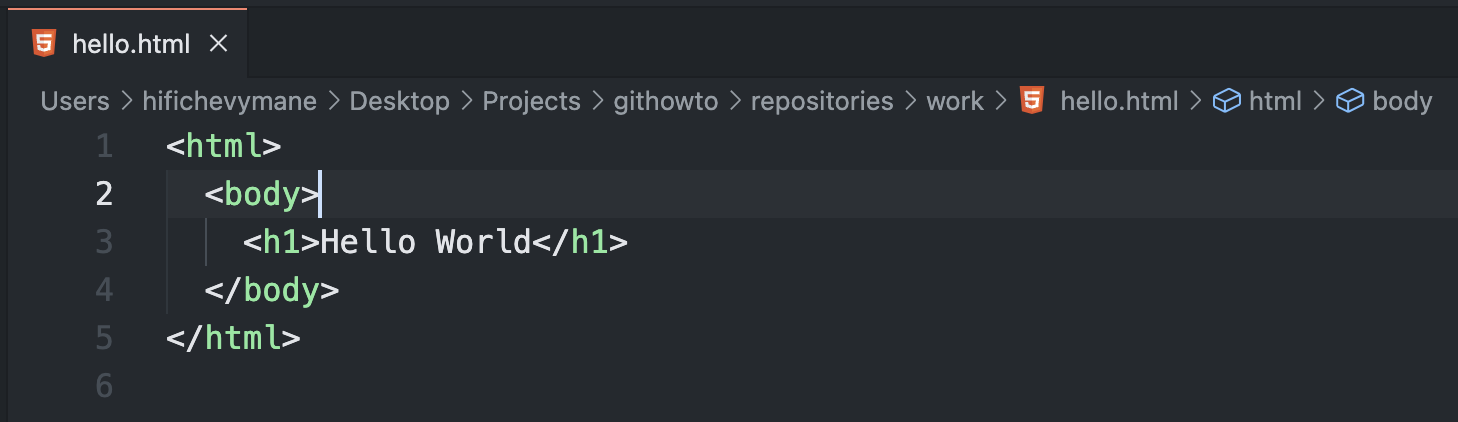 hello.html ×
Users > hifichevymane > Desktop > Projects > githowto > repositories > work > hello.html > html > body
1 <html>
2   <body>
3     <h1>Hello World</h1>
4   </body>
5 </html>
6